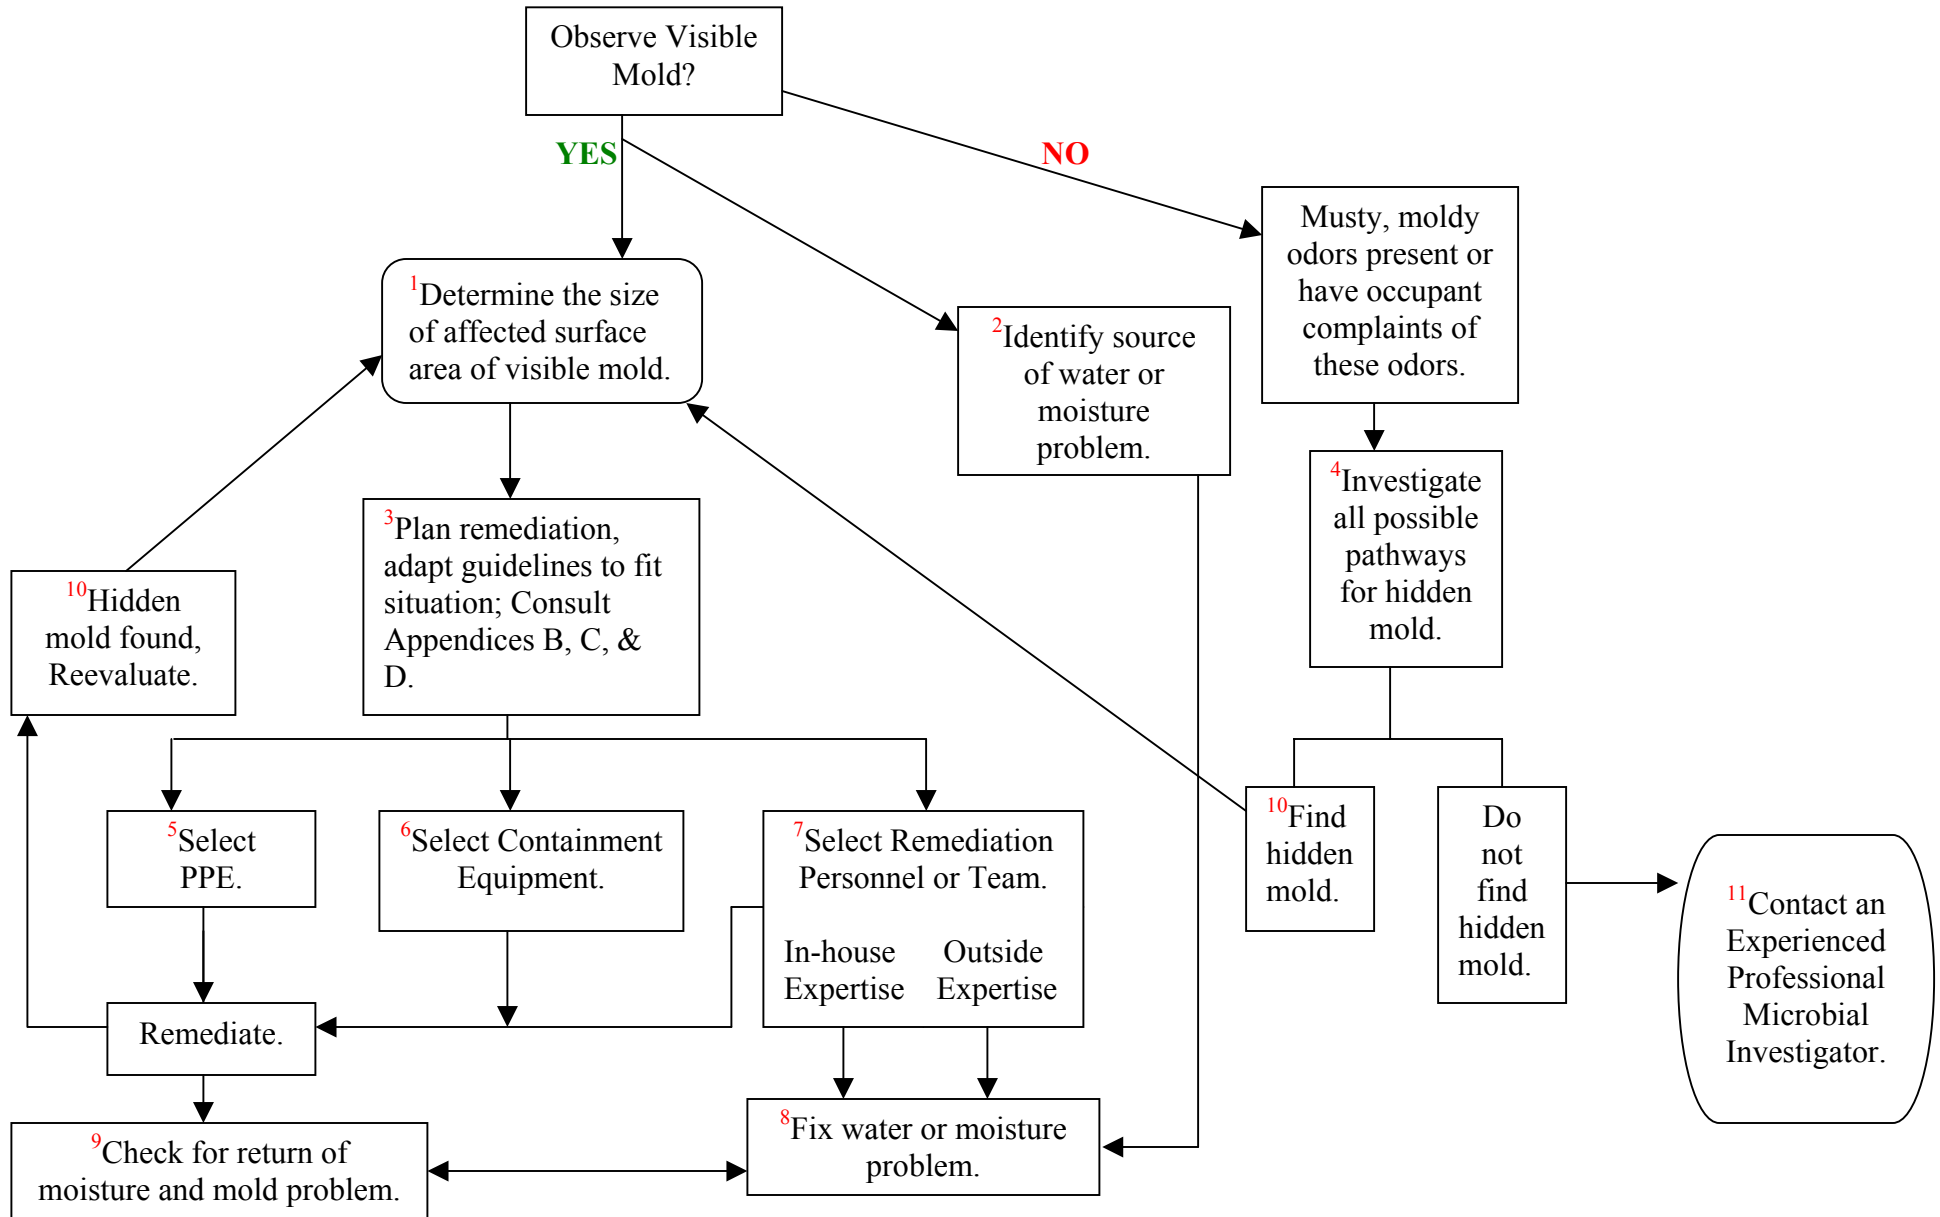 Observe Visible
Mold?
YES
NO
Musty, moldy
odors present or
have occupant
complaints of
these odors.
1Determine the size
of affected surface
area of visible mold.
2Identify source
of water or
moisture
problem.
4Investigate
all possible
pathways
for hidden
mold.
3Plan remediation,
adapt guidelines to fit
situation; Consult
Appendices B, C, &
D.
10Hidden
mold found,
Reevaluate.
5Select
PPE.
6Select Containment
Equipment.
7Select Remediation
Personnel or Team.
In-house
Expertise
Outside
Expertise
10Find
hidden
mold.
Do
not
find
hidden
mold.
11Contact an
Experienced
Professional
Microbial
Investigator.
Remediate.
8Fix water or moisture
problem.
9Check for return of
moisture and mold problem.